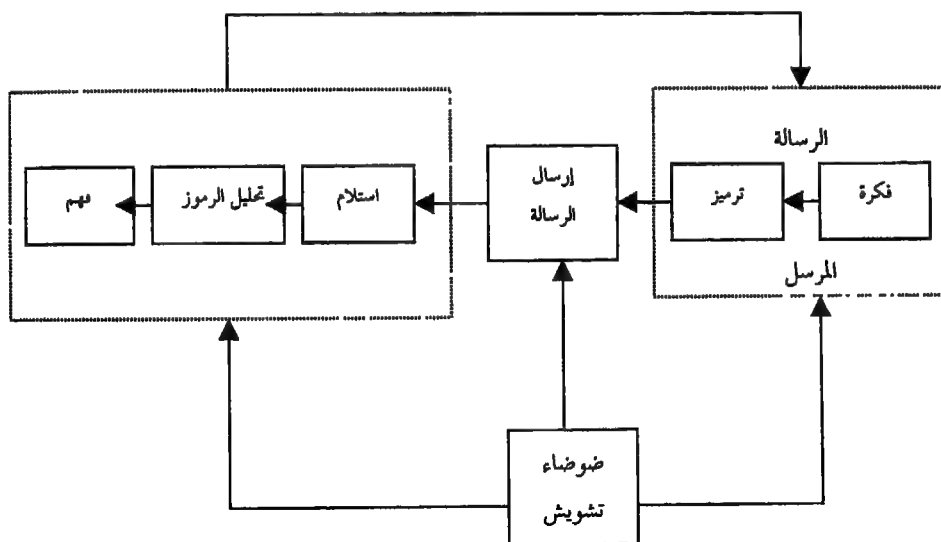 الرسالة
فكرة
ترميز
المرسل
إرسال
الرسالة
استلام
تحليل الرموز
فهم
ضوضاء
تشويش